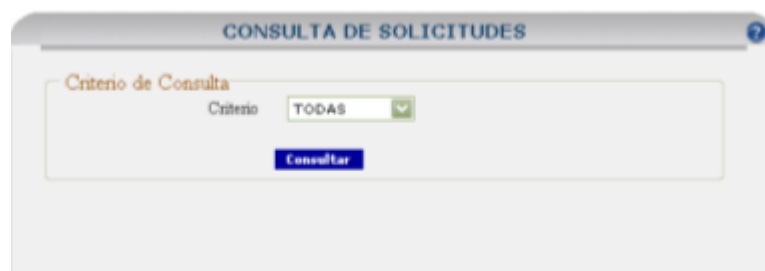 CONSULTA DE SOLICITUDES
?
Criterio de Consulta
Criterio TODAS
Consultar